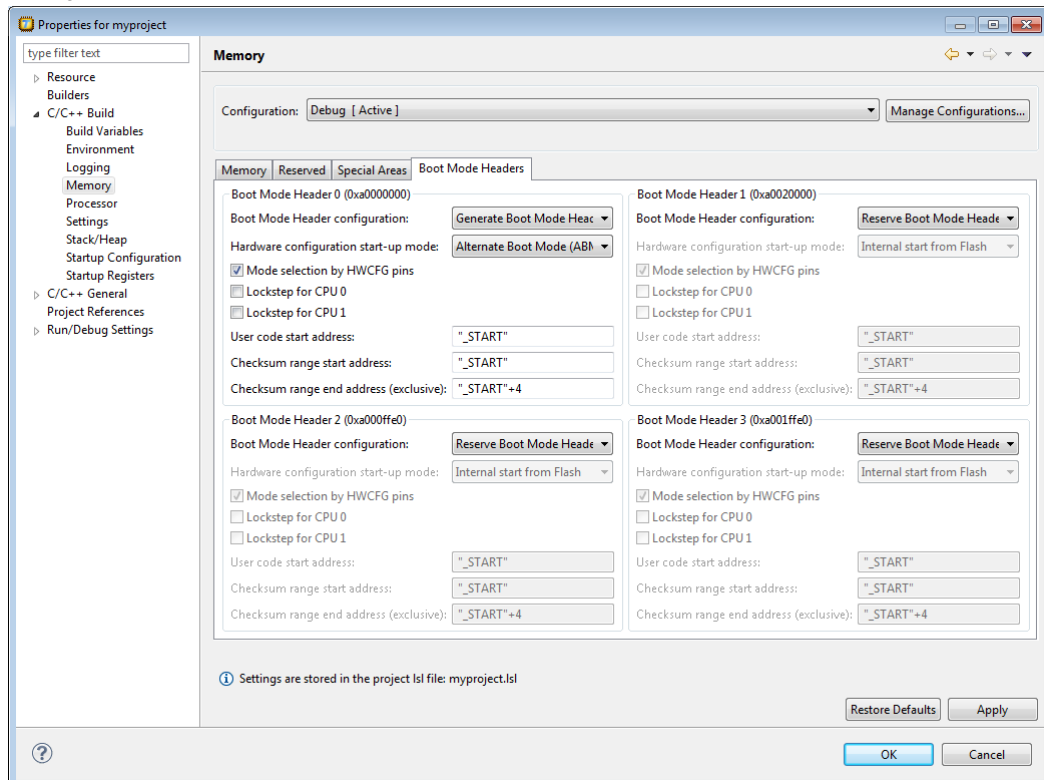 Properties for myproject
type filter text
Resource
Builders
C/C++ Build
Build Variables
Environment
Logging
Memory
Processor
Settings
Stack/Heap
Startup Configuration
Startup Registers
C/C++ General
Project References
Run/Debug Settings
Memory
Configuration: Debug [ Active ] Manage Configurations...
Memory Reserved Special Areas Boot Mode Headers
Boot Mode Header 0 (0xa0000000)
Boot Mode Header configuration: Generate Boot Mode Heac
Hardware configuration start-up mode: Alternate Boot Mode (ABM
Mode selection by HWCFG pins
Lockstep for CPU 0
Lockstep for CPU 1
User code start address: "_START"
Checksum range start address: "_START"
Checksum range end address (exclusive): "_START"+4
Boot Mode Header 1 (0xa0020000)
Boot Mode Header configuration: Reserve Boot Mode Heade
Hardware configuration start-up mode: Internal start from Flash
Mode selection by HWCFG pins
Lockstep for CPU 0
Lockstep for CPU 1
User code start address: "_START"
Checksum range start address: "_START"
Checksum range end address (exclusive): "_START"+4
Boot Mode Header 2 (0xa000ffe0)
Boot Mode Header configuration: Reserve Boot Mode Heade
Hardware configuration start-up mode: Internal start from Flash
Mode selection by HWCFG pins
Lockstep for CPU 0
Lockstep for CPU 1
User code start address: "_START"
Checksum range start address: "_START"
Checksum range end address (exclusive): "_START"+4
Boot Mode Header 3 (0xa001ffe0)
Boot Mode Header configuration: Reserve Boot Mode Heade
Hardware configuration start-up mode: Internal start from Flash
Mode selection by HWCFG pins
Lockstep for CPU 0
Lockstep for CPU 1
User code start address: "_START"
Checksum range start address: "_START"
Checksum range end address (exclusive): "_START"+4
Settings are stored in the project lsl file: myproject.lsl
Restore Defaults Apply
OK Cancel